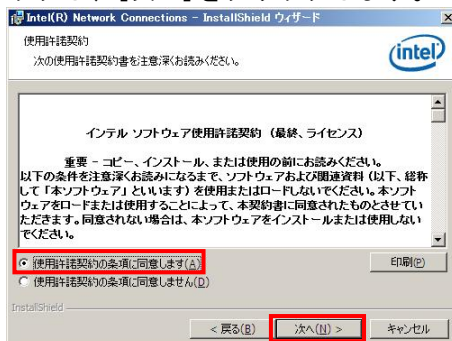 Intel(R) Network Connections - InstallShield ウィザード
使用許諾契約
次の使用許諾契約書を注意深くお読みください。
intel
インテル ソフトウェア使用許諾契約 (最終、ライセンス)
重要 - コピー、インストール、または使用の前にお読みください。
以下の条件を注意深くお読みになるまで、ソフトウェアおよび関連資料 (以下、総称
して「本ソフトウェア」といいます) を使用またはロードしないでください。本ソフト
ウェアをロードまたは使用することによって、本契約書に同意されたものとさせてい
ただきます。同意されない場合は、本ソフトウェアをインストールまたは使用しない
でください。
使用許諾契約の条項に同意します(A)
印刷(P)
使用許諾契約の条項に同意しません(D)
InstallShield
< 戻る(B)
次へ(N) >
キャンセル